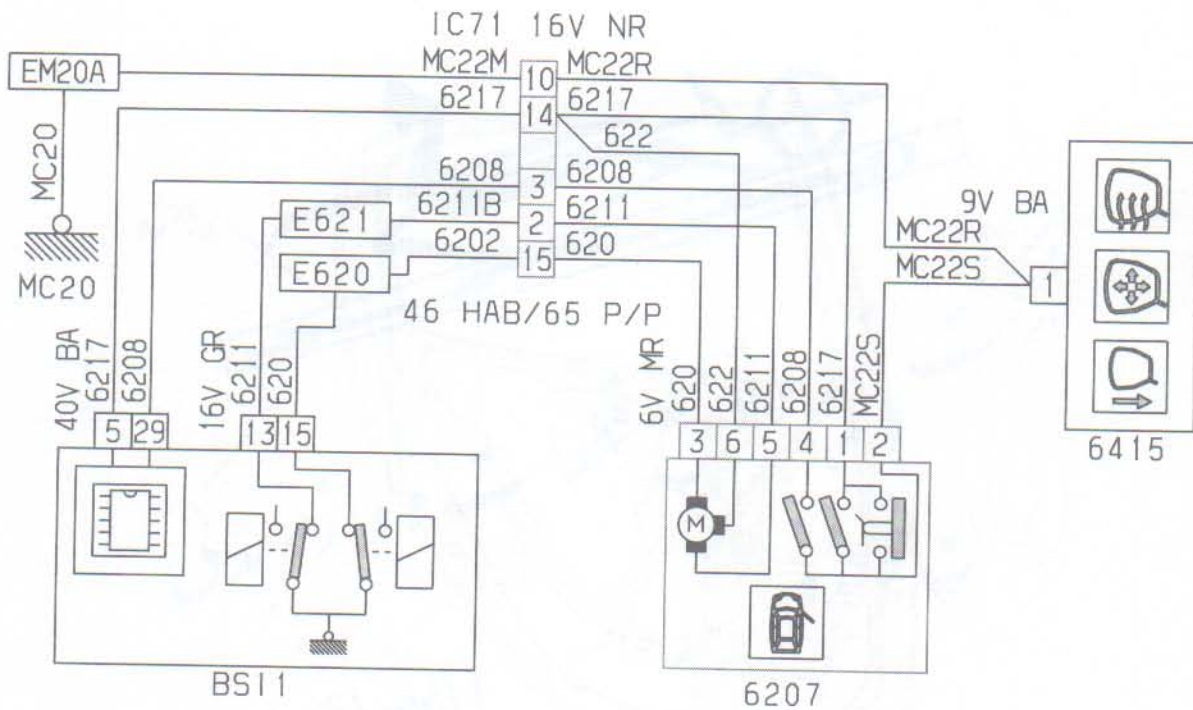 IC71 16V NR
EM20A
MC22M 10 MC22R
6217 14 6217
622
MC20
6208 3 6208
E621 6211B 2 6211
E620 6202 15 620
9V BA
MC22R
MC22S
1
MC20
46 HAB/65 P/P
40V BA
6217
6208
16V GR
6211
620
6V MR
620
622
6211
6208
6217
MC22S
5 29
13 15
3 6 5 4 1 2
6415
M
BSI1
6207